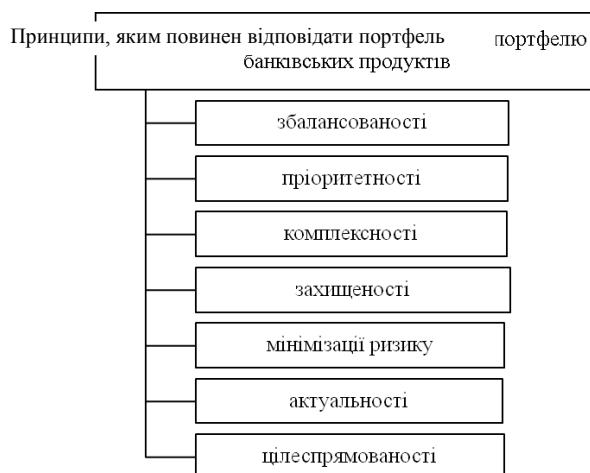 Принципи, яким повинен відповідати портфель портфелю
банківських продуктів
збалансованості
пріоритетності
комплексності
захищеності
мінімізації ризику
актуальності
цілеспрямованості